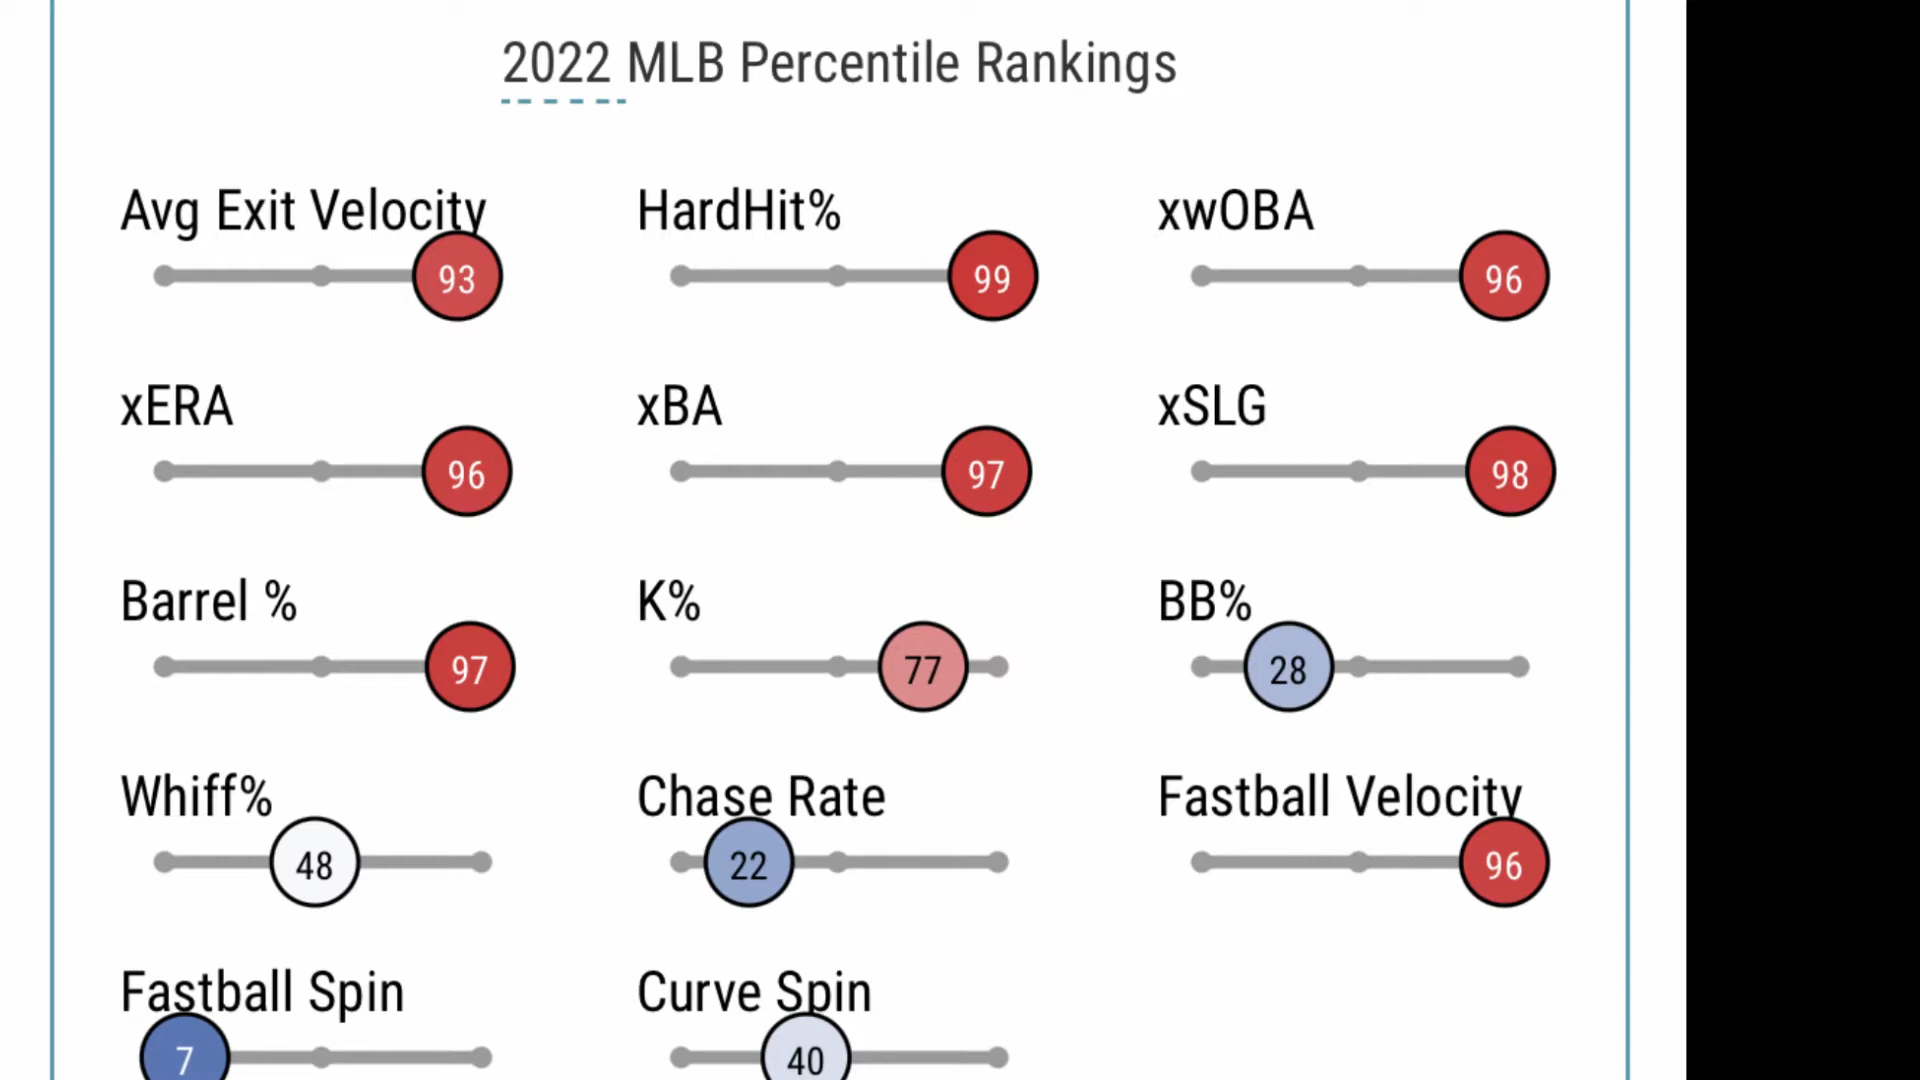 2022 MLB Percentile Rankings
Avg Exit Velocity HardHit% xwOBA
93 99 96
xERA xBA xSLG
96 97 98
Barrel % K% BB%
97 77 28
Whiff% Chase Rate Fastball Velocity
48 22 96
Fastball Spin Curve Spin
7 40